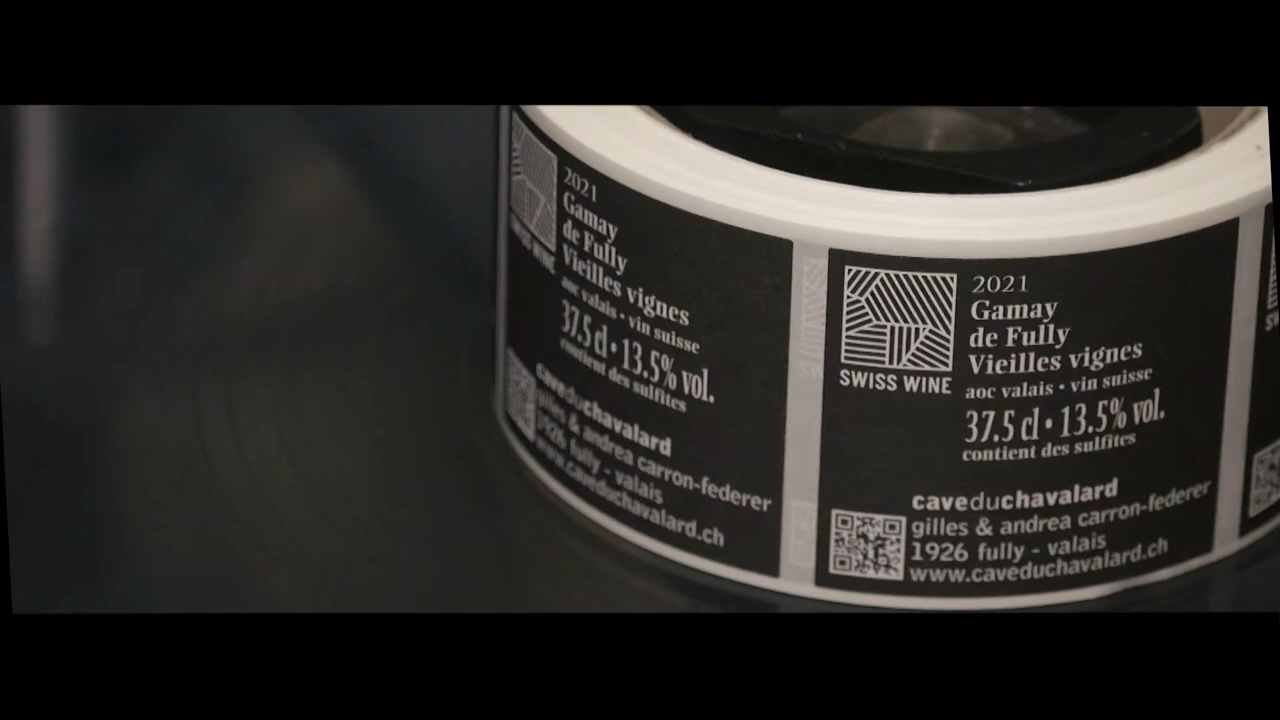 2021
Gamay
de Fully
Vieilles vignes
aoc valais • vin suisse
37.5 cl • 13.5% vol.
contient des sulfites
SWISS WINE
caveduchavalard
gilles & andrea carron-federer
1926 fully - valais
www.caveduchavalard.ch
2021
Gamay
de Fully
Vieilles vignes
aoc valais • vin suisse
37.5 cl • 13.5% vol.
contient des sulfites
SWISS WINE
caveduchavalard
gilles & andrea carron-federer
1926 fully - valais
www.caveduchavalard.ch